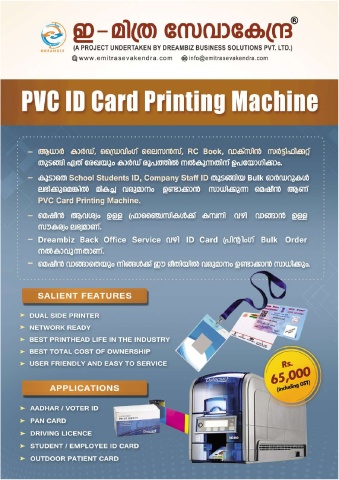 ഇ-മിത്ര സേവാകേന്ദ്ര®
(A PROJECT UNDERTAKEN BY DREAMBIZ BUSINESS SOLUTIONS PVT. LTD.)
www.emitrasevakendra.com info@emitrasevakendra.com
PVC ID Card Printing Machine
– ആധാർ കാർഡ്, ഡ്രൈവിംഗ് ലൈസൻസ്, RC Book, വാക്സിൻ സർട്ടിഫിക്കറ്റ്
തുടങ്ങി ഏത് രേഖയും കാർഡ് രൂപത്തിൽ നൽകുന്നതിന് ഉപയോഗിക്കാം.
– കൂടാതെ School Students ID, Company Staff ID തുടങ്ങിയ Bulk ഓർഡറുകൾ
ലഭിക്കുമെങ്കിൽ മികച്ച വരുമാനം ഉണ്ടാക്കാൻ സാധിക്കുന്ന മെഷീൻ ആണ്
PVC Card Printing Machine.
– മെഷീൻ ആവശ്യം ഉള്ള ഫ്രാഞ്ചൈസികൾക്ക് കമ്പനി വഴി വാങ്ങാൻ ഉള്ള
സൗകര്യം ലഭ്യമാണ്.
– Dreambiz Back Office Service വഴി ID Card പ്രിന്റിംഗ് Bulk Order
നൽകാവുന്നതാണ്.
– മെഷീൻ വാങ്ങാതെയും നിങ്ങൾക്ക് ഈ രീതിയിൽ വരുമാനം ഉണ്ടാക്കാൻ സാധിക്കും.
SALIENT FEATURES
DUAL SIDE PRINTER
NETWORK READY
BEST PRINTHEAD LIFE IN THE INDUSTRY
BEST TOTAL COST OF OWNERSHIP
USER FRIENDLY AND EASY TO SERVICE
Rs.
65,000
(including GST)
APPLICATIONS
AADHAR / VOTER ID
PAN CARD
DRIVING LICENCE
STUDENT / EMPLOYEE ID CARD
OUTDOOR PATIENT CARD